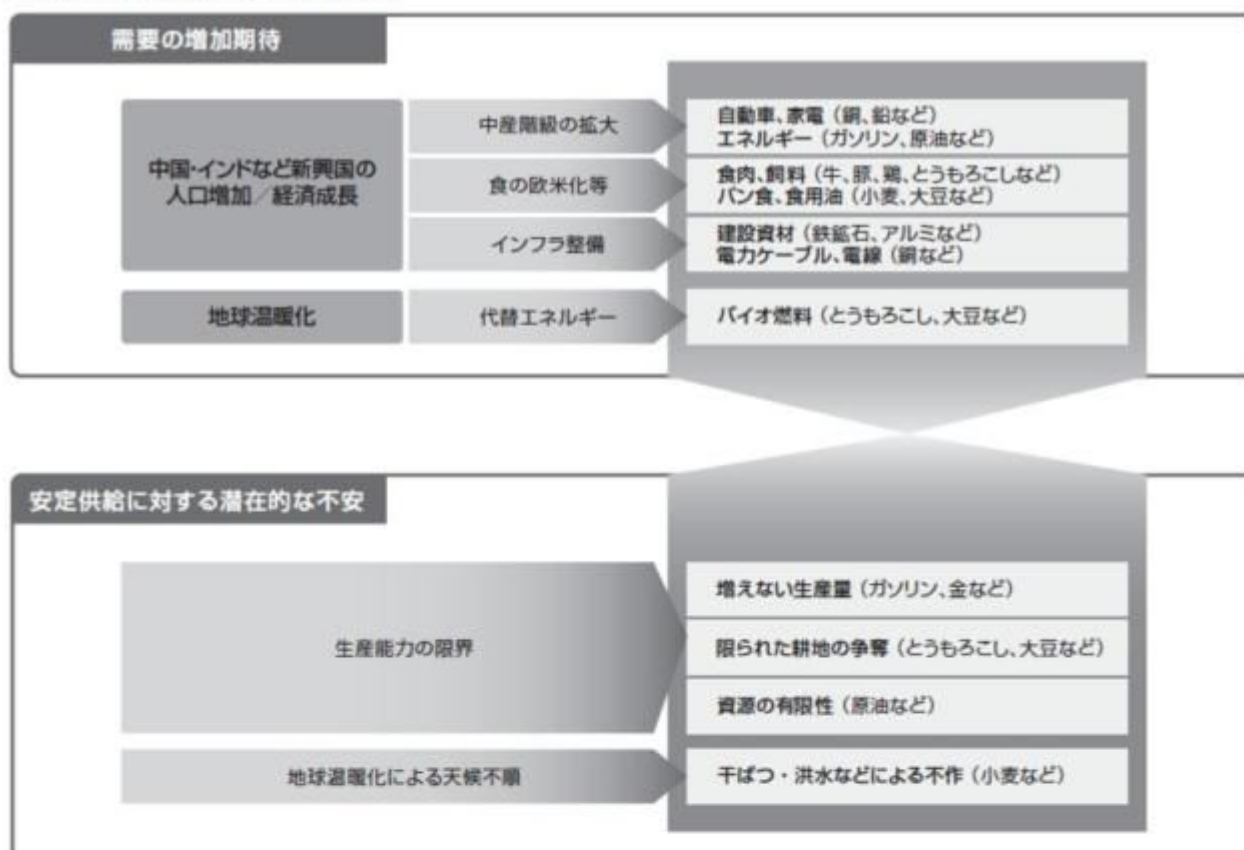 需要の増加期待
中国・インドなど新興国の
人口増加／経済成長
中産階級の拡大
自動車、家電（銅、鉛など）
エネルギー（ガソリン、原油など）
食の欧米化等
食肉、飼料（牛、豚、鶏、とうもろこしなど）
パン食、食用油（小麦、大豆など）
インフラ整備
建設資材（鉄鉱石、アルミなど）
電力ケーブル、電線（銅など）
地球温暖化
代替エネルギー
バイオ燃料（とうもろこし、大豆など）
安定供給に対する潜在的な不安
生産能力の限界
増えない生産量（ガソリン、金など）
限られた耕地の争奪（とうもろこし、大豆など）
資源の有限性（原油など）
地球温暖化による天候不順
干ばつ・洪水などによる不作（小麦など）